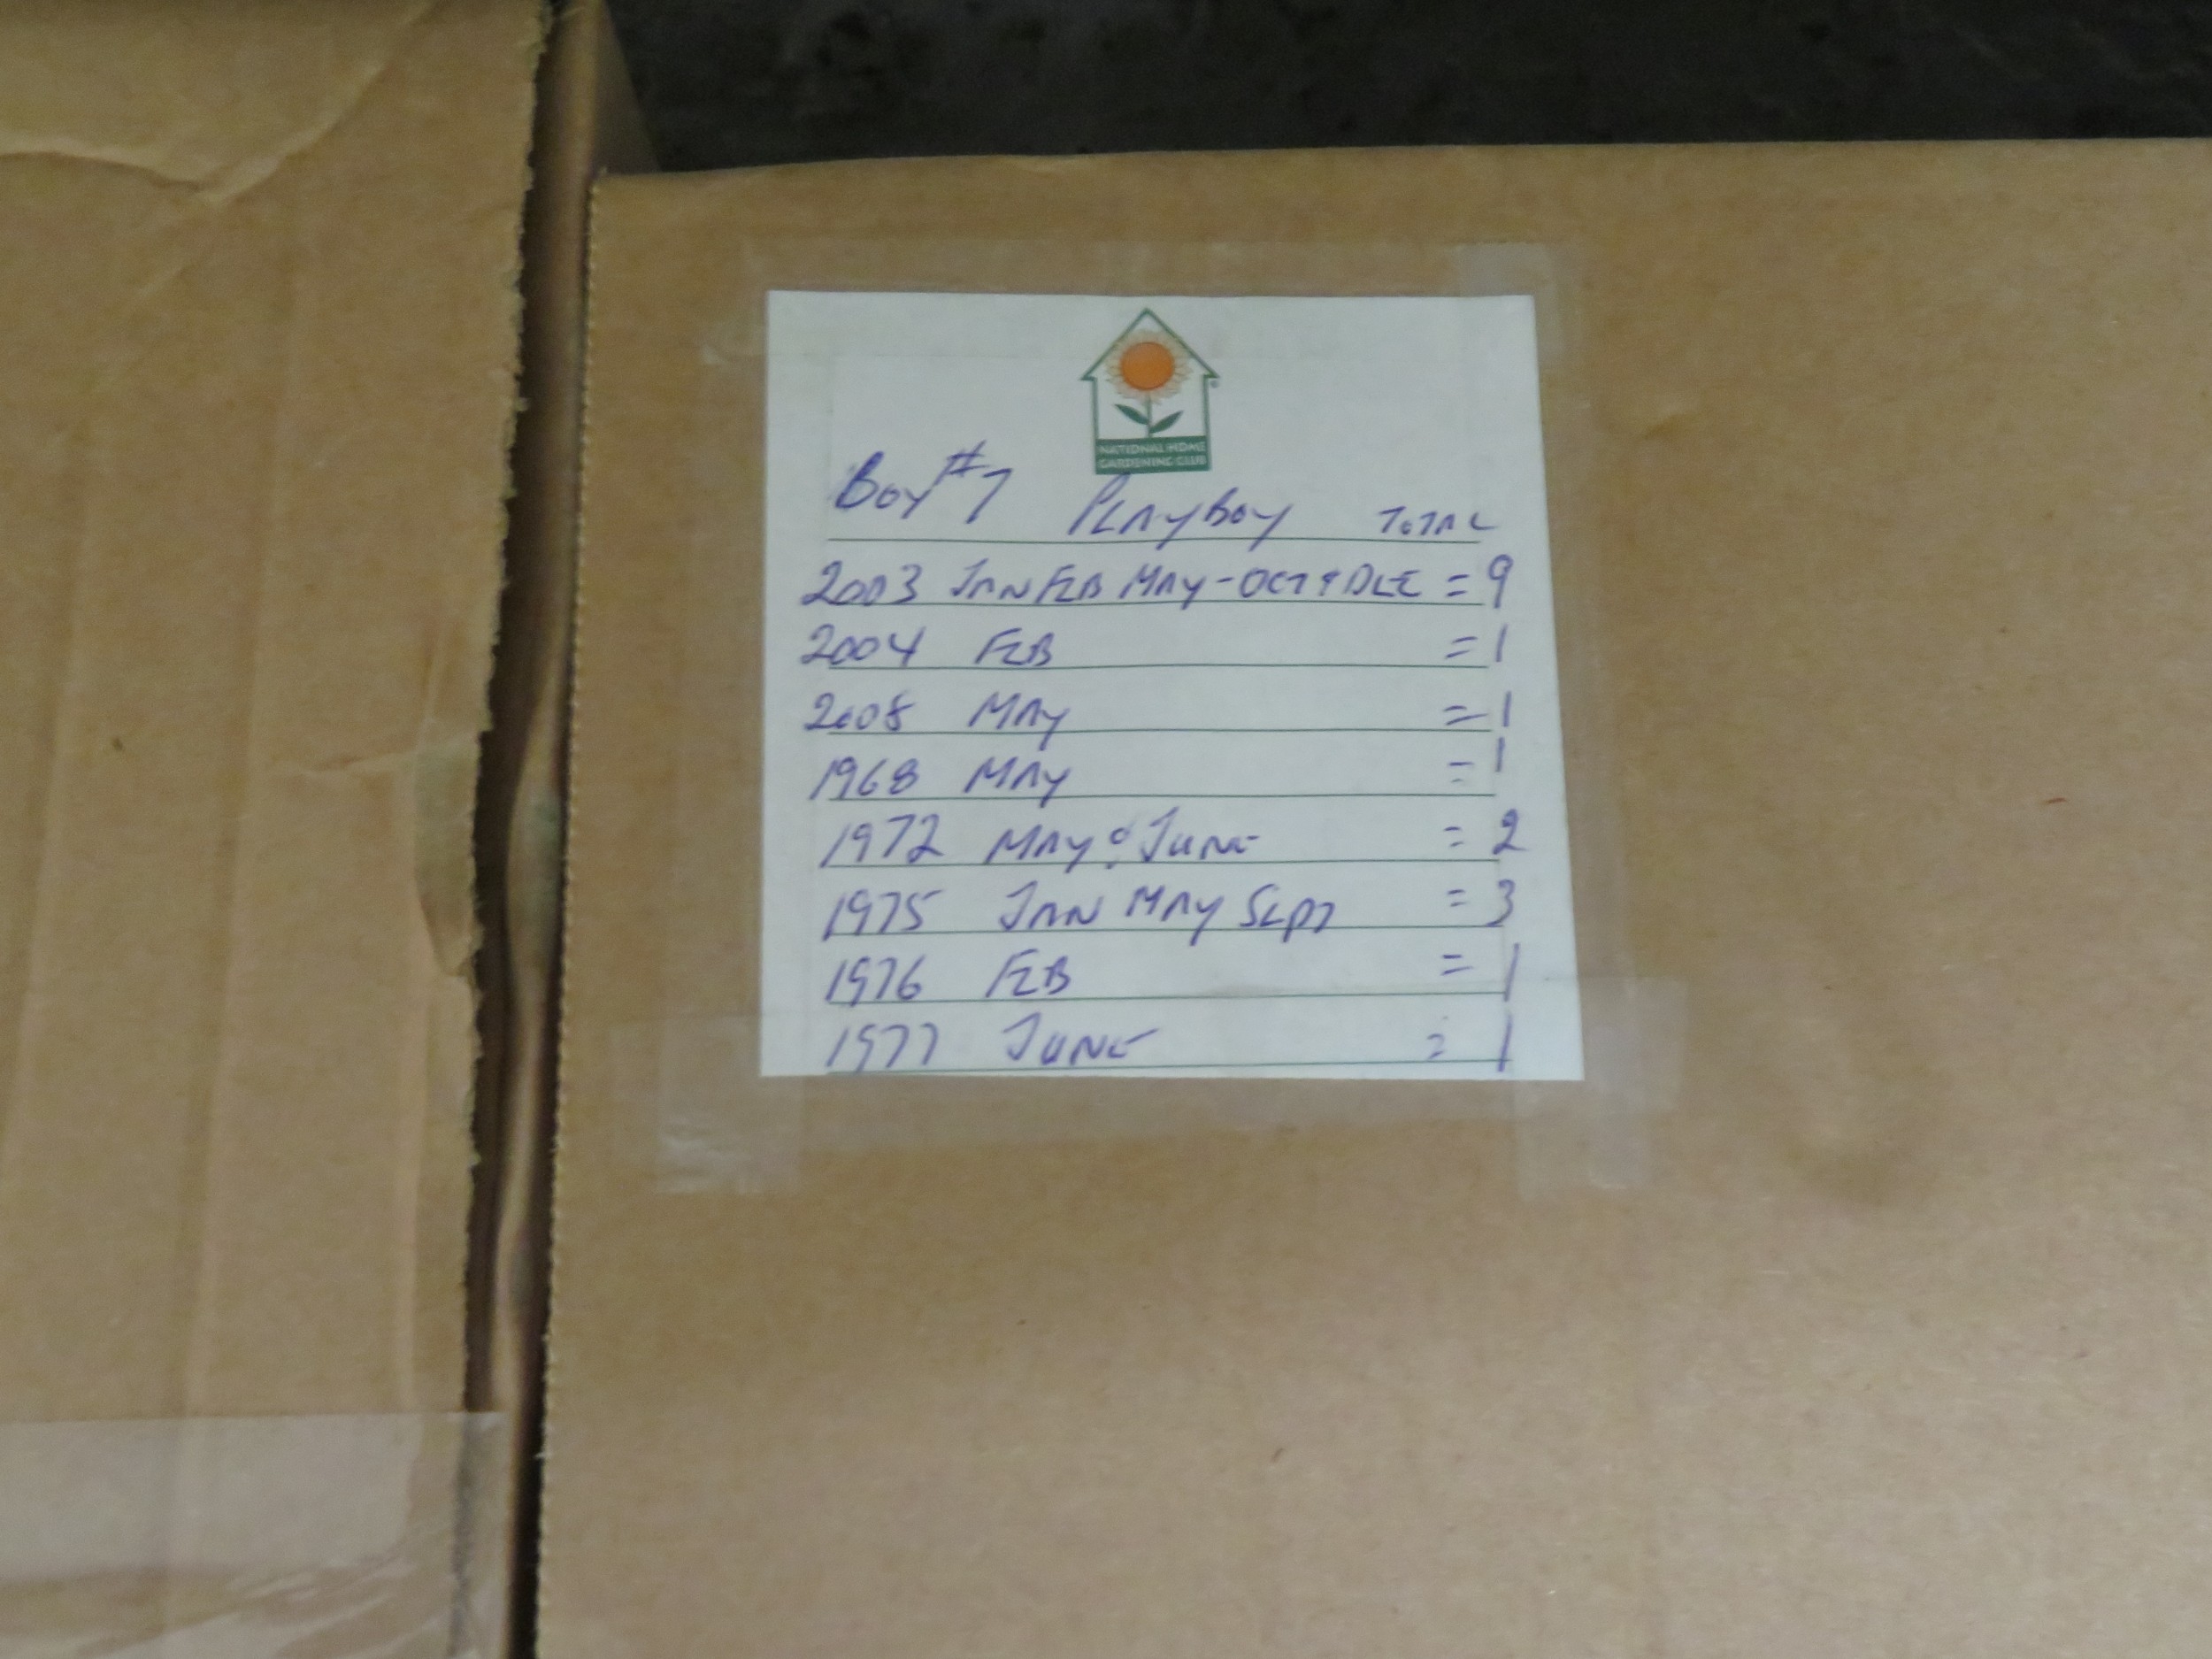 NATIONAL HOME
GARDENING CLUB
Box #7 PLAYBOY TOTAL
2003 JAN FEB MAY-OCT & DEC = 9
2004 FEB = 1
2008 MAY = 1
1968 MAY = 1
1972 MAY & JUNE = 2
1975 JAN MAY SEPT = 3
1976 FEB = 1
1977 JUNE = 1